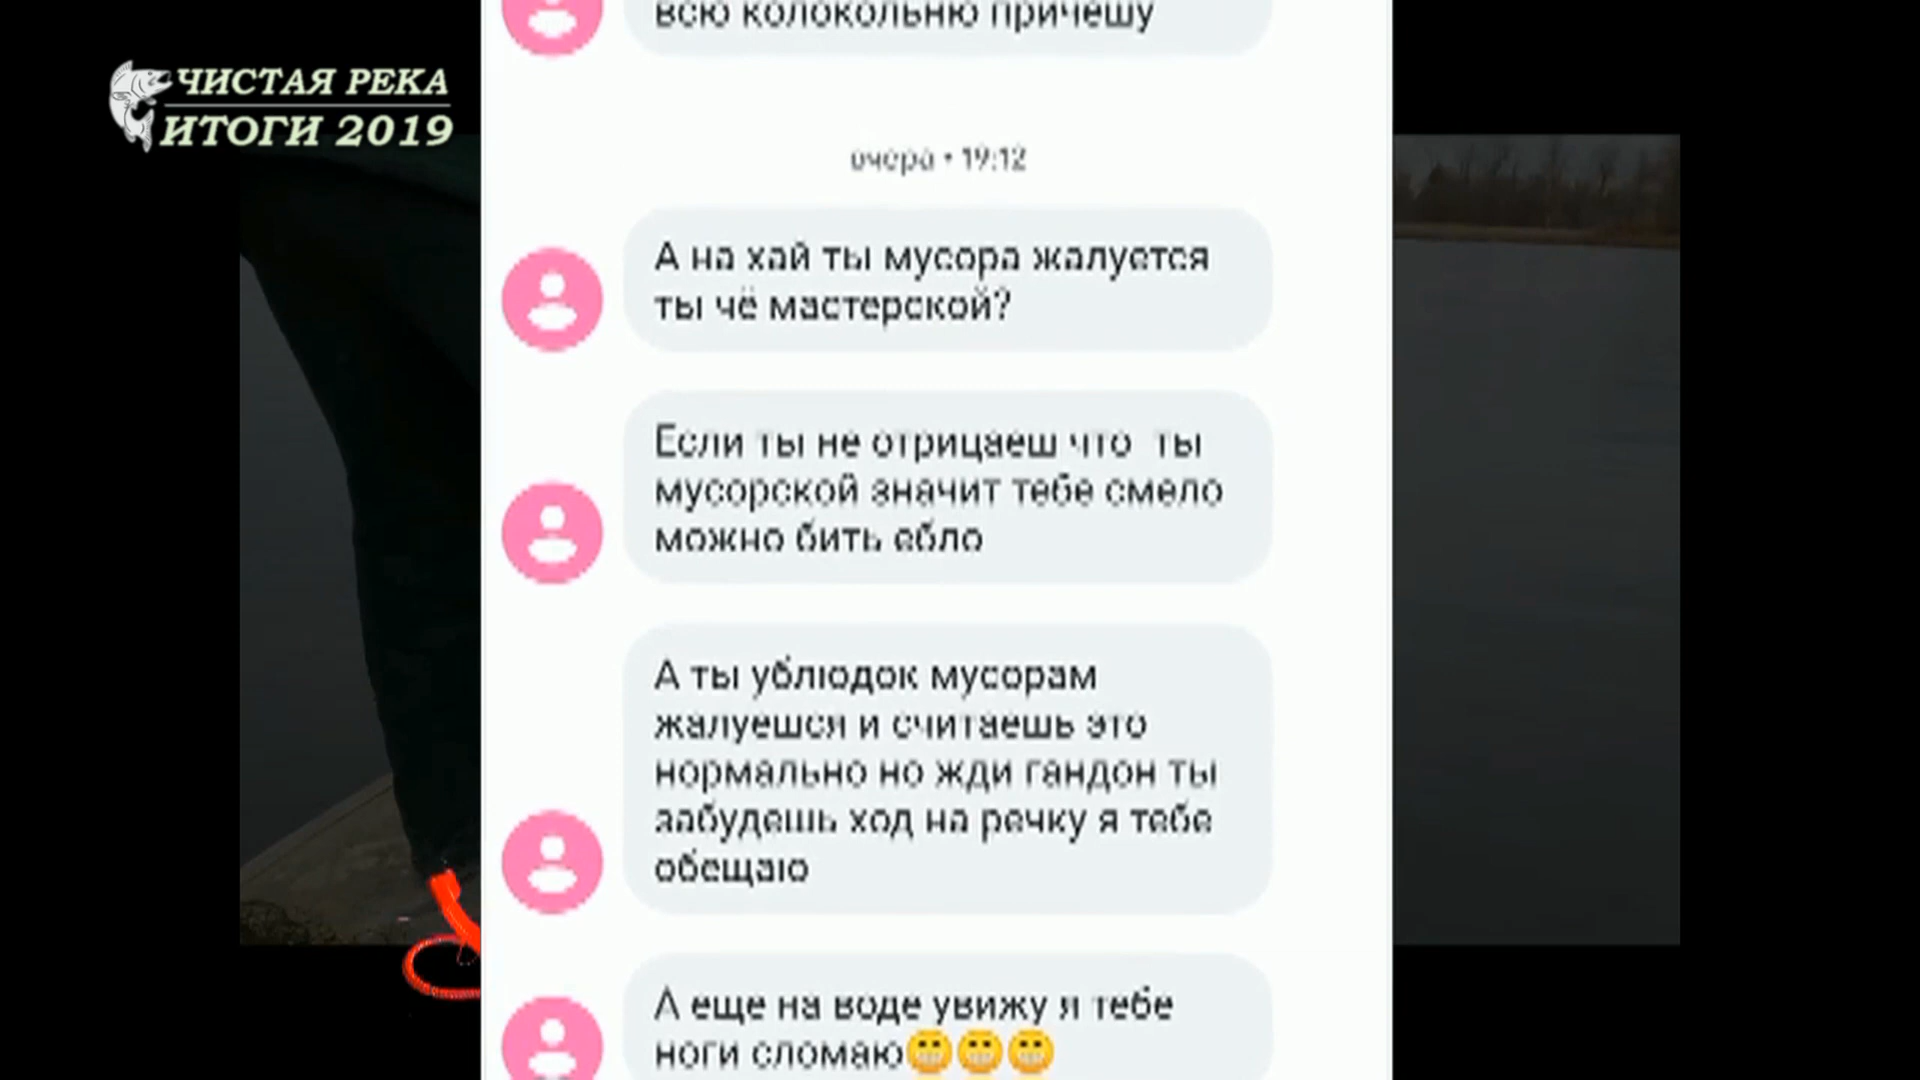 всю колокольню причешу
ЧИСТАЯ РЕКА
ИТОГИ 2019
вчера • 19:12
А на хай ты мусора жалуется
ты чё мастерской?
Если ты не отрицаеш что ты
мусорской значит тебе смело
можно бить ебло
А ты ублюдок мусорам
жалуешся и считаешь это
нормально но жди гандон ты
забудешь ход на речку я тебе
обещаю
А еще на воде увижу я тебе
ноги сломаю😁😁😁